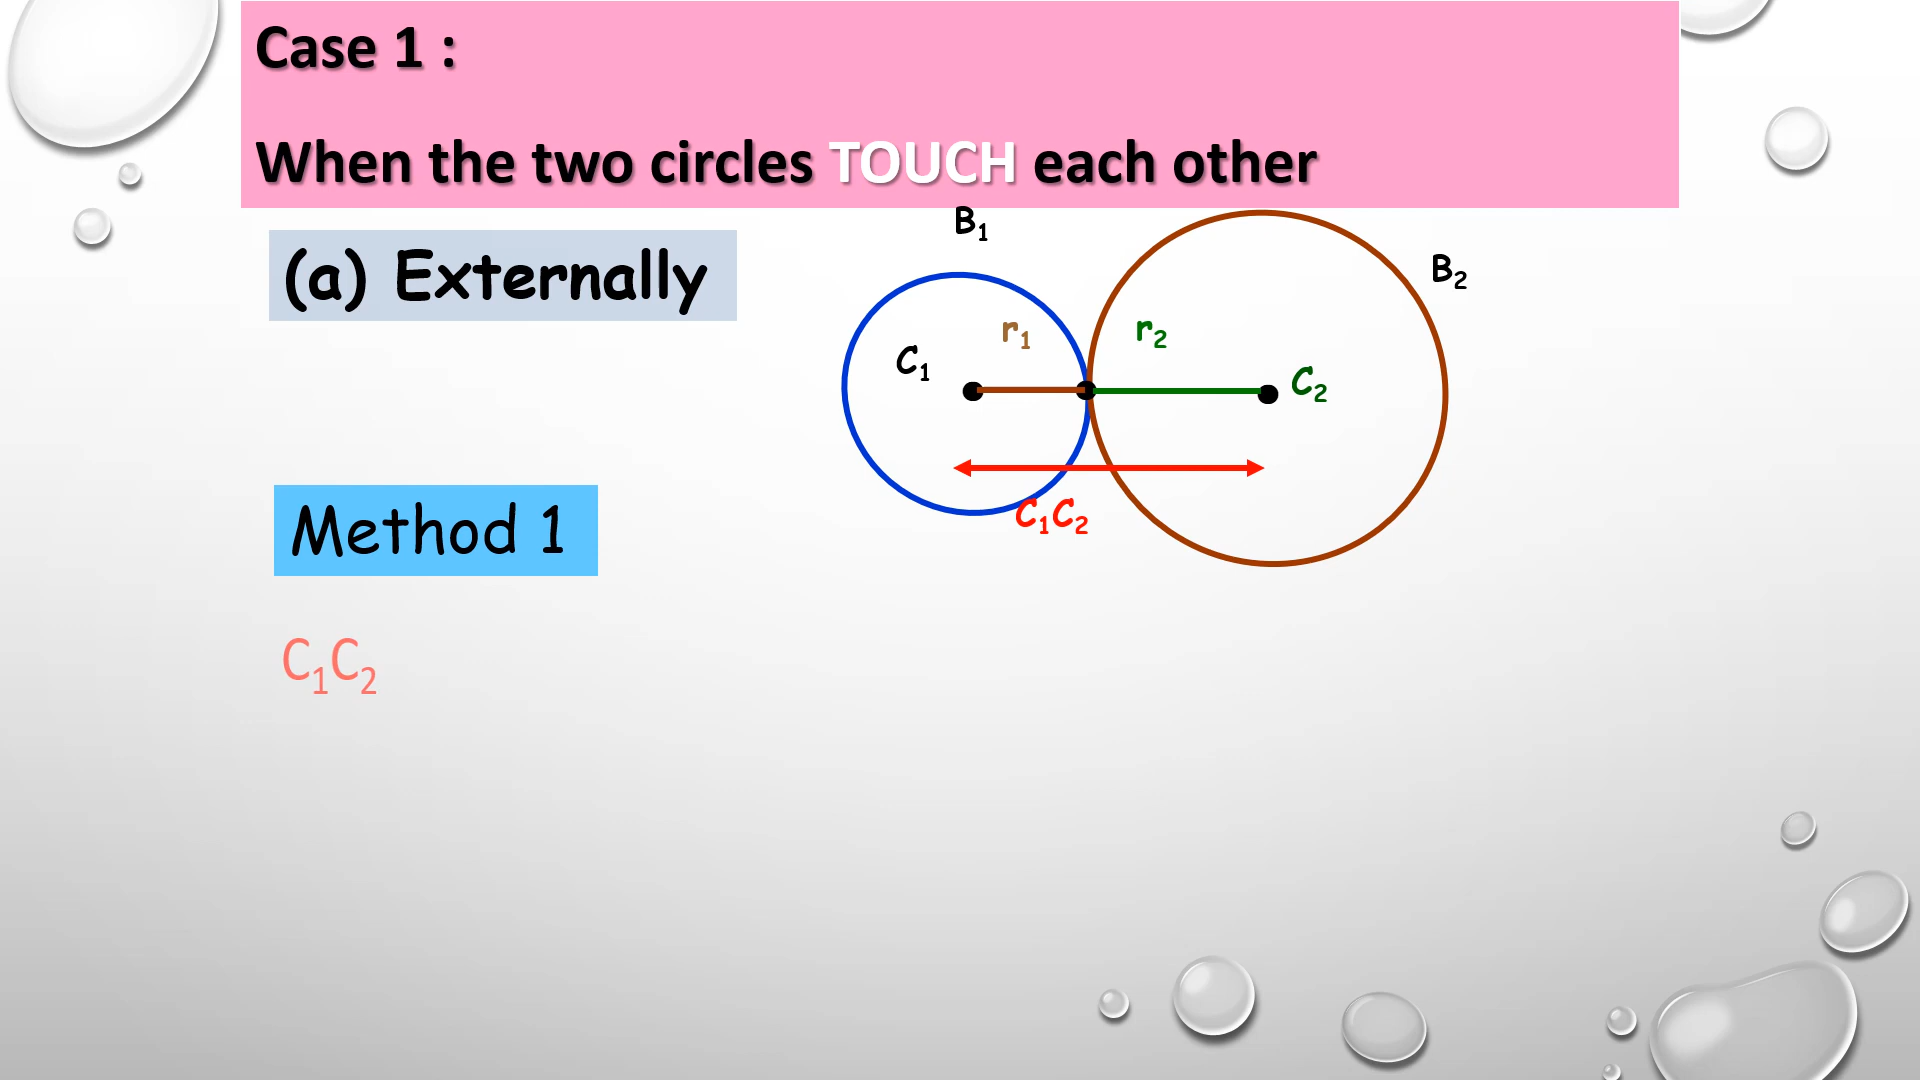 Case 1 :
When the two circles TOUCH each other
(a) Externally
B₁
B₂
r₁
r₂
C₁
C₂
C₁C₂
Method 1
C₁C₂